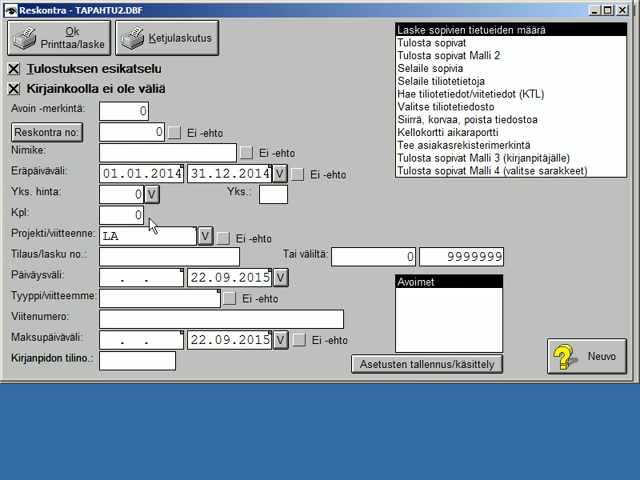 Reskontra - TAPAHTU2.DBF
Ok
Printtaa/laske
Ketjulaskutus
Tulostuksen esikatselu
Kirjainkoolla ei ole väliä
Avoin -merkintä: 0
Reskontra no: 0 Ei -ehto
Nimike: Ei -ehto
Eräpäiväväli: 01.01.2014 31.12.2014 V Ei -ehto
Yks. hinta: 0 V Yks.:
Kpl: 0
Projekti/viitteenne: LA V Ei -ehto
Tilaus/lasku no.: Tai väliltä: 0 9999999
Päiväysväli: . . 22.09.2015 V
Tyyppi/viitteemme: Ei -ehto
Viitenumero:
Maksupäiväväli: . . 22.09.2015 V Ei -ehto
Kirjanpidon tilino.:
Laske sopivien tietueiden määrä
Tulosta sopivat
Tulosta sopivat Malli 2
Selaile sopivia
Selaile tiliotetietoja
Hae tiliotetiedot/viitetiedot (KTL)
Valitse tiliotetiedosto
Siirrä, korvaa, poista tiedostoa
Kellokortti aikaraportti
Tee asiakasrekisterimerkintä
Tulosta sopivat Malli 3 (kirjanpitäjälle)
Tulosta sopivat Malli 4 (valitse sarakkeet)
Avoimet
Asetusten tallennus/käsittely
Neuvo